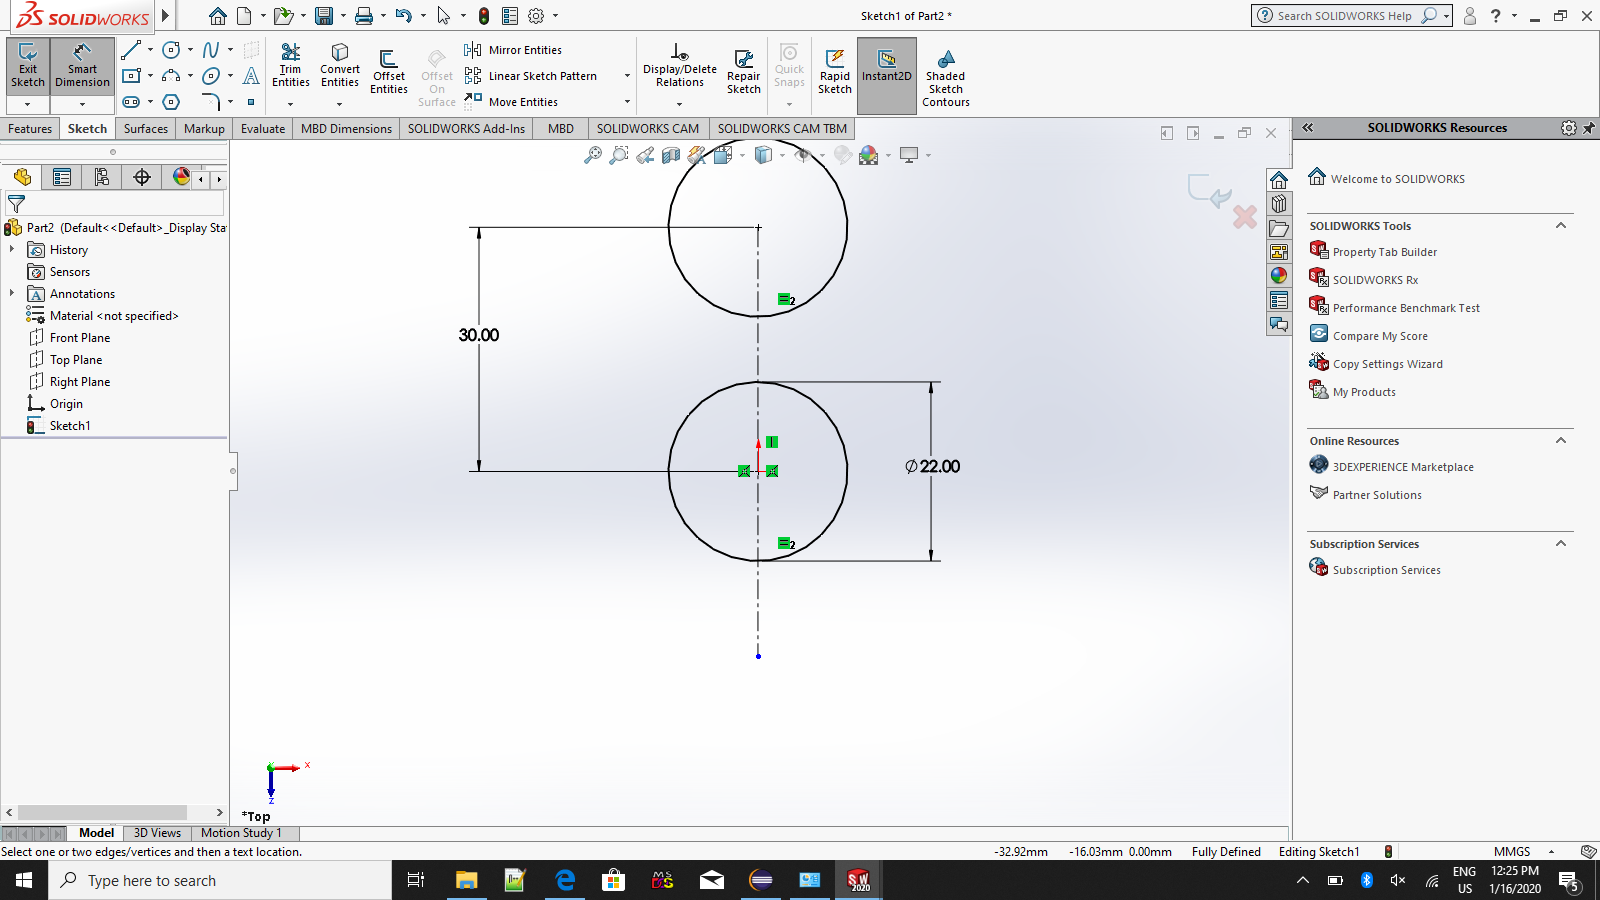 SOLIDWORKS
Sketch1 of Part2 *
Search SOLIDWORKS Help
?
Exit Sketch
Smart Dimension
Trim Entities
Convert Entities
Offset Entities
Offset On Surface
Mirror Entities
Linear Sketch Pattern
Move Entities
Display/Delete Relations
Repair Sketch
Quick Snaps
Rapid Sketch
Instant2D
Shaded Sketch Contours
Features
Sketch
Surfaces
Markup
Evaluate
MBD Dimensions
SOLIDWORKS Add-Ins
MBD
SOLIDWORKS CAM
SOLIDWORKS CAM TBM
SOLIDWORKS Resources
Part2 (Default<<Default>_Display Sta
History
Sensors
Annotations
Material <not specified>
Front Plane
Top Plane
Right Plane
Origin
Sketch1
30.00
2
Ø22.00
2
X
Z
*Top
Welcome to SOLIDWORKS
SOLIDWORKS Tools
Property Tab Builder
SOLIDWORKS Rx
Performance Benchmark Test
Compare My Score
Copy Settings Wizard
My Products
Online Resources
3DEXPERIENCE Marketplace
Partner Solutions
Subscription Services
Subscription Services
Model
3D Views
Motion Study 1
Select one or two edges/vertices and then a text location.
-32.92mm -16.03mm 0.00mm Fully Defined Editing Sketch1 MMGS
Type here to search
SW 2020
ENG US
12:25 PM
1/16/2020
5